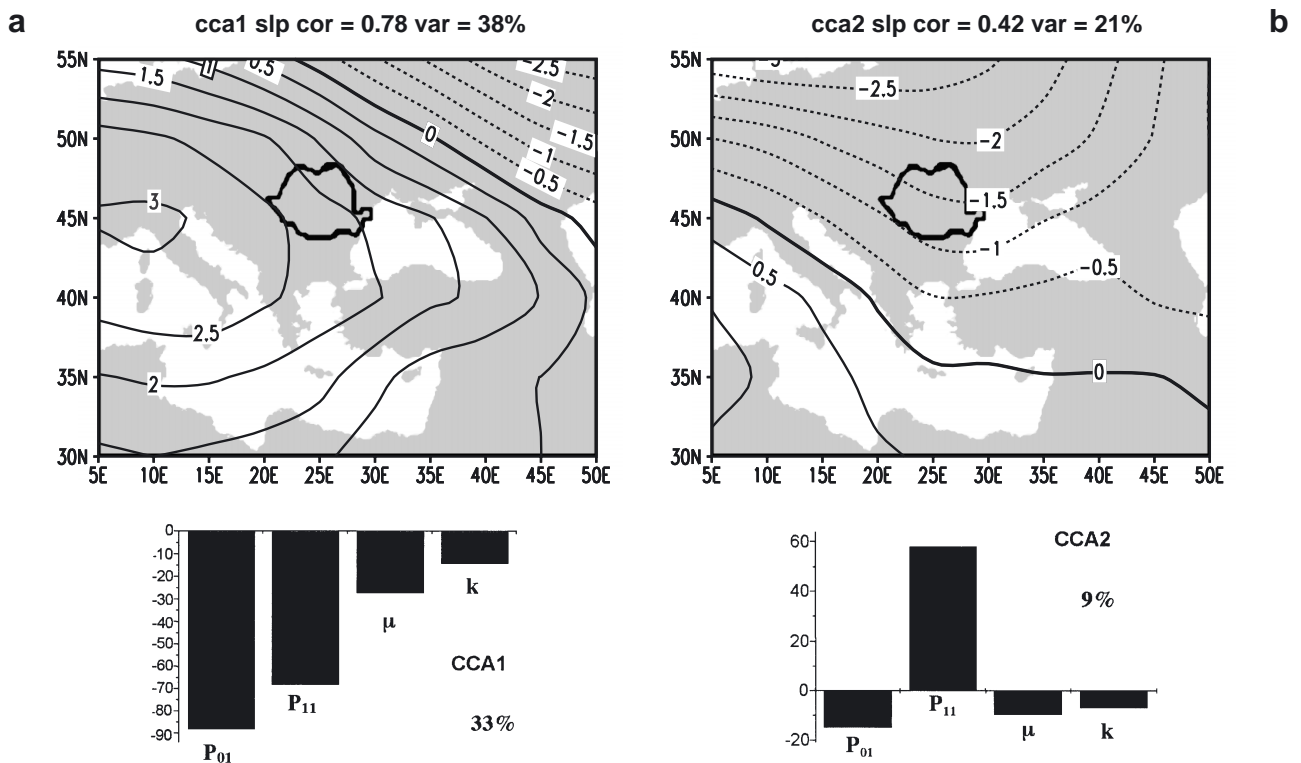 a
cca1 slp cor = 0.78 var = 38%
cca2 slp cor = 0.42 var = 21%
b
55N
50N
45N
40N
35N
30N
5E 10E 15E 20E 25E 30E 35E 40E 45E 50E
1.5
1
0.5
0
-2.5
-2
-1.5
-1
-0.5
3
2.5
2
55N
50N
45N
40N
35N
30N
5E 10E 15E 20E 25E 30E 35E 40E 45E 50E
-2.5
-2
-1.5
-1
-0.5
0.5
0
0
-10
-20
-30
-40
-50
-60
-70
-80
-90
P01
P11
μ
k
CCA1
33%
60
40
20
0
-20
P01
P11
μ
k
CCA2
9%